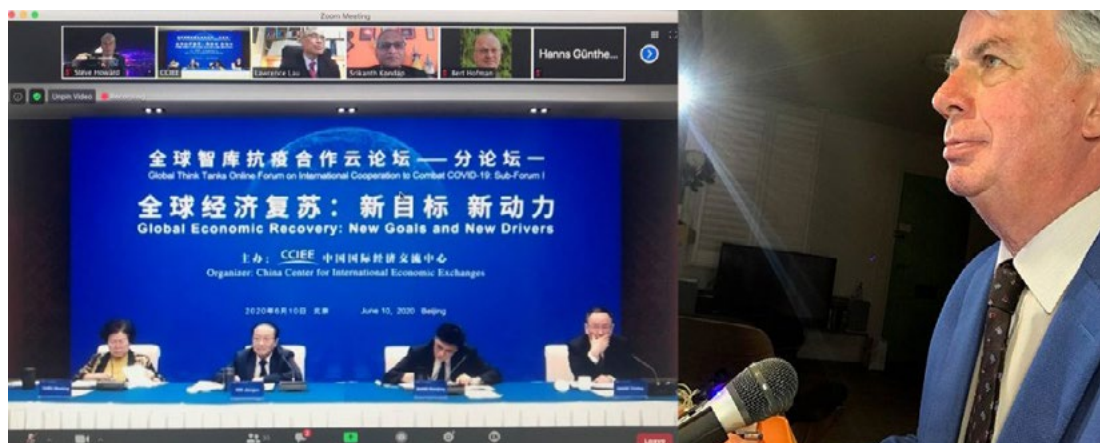 Zoom Meeting
Steve Howard
CCIEE
Lawrence Lau
Srikanth Kondap
Bert Hofman
Hanns Günthe...
Unpin Video
Recording
全球智库抗疫合作云论坛——分论坛一
Global Think Tanks Online Forum on International Cooperation to Combat COVID-19: Sub-Forum I
全球经济复苏：新目标 新动力
Global Economic Recovery: New Goals and New Drivers
主办：CCIEE 中国国际经济交流中心
Organizer: China Center for International Economic Exchanges
2020年6月10日 北京 June 10, 2020 Beijing
Leave